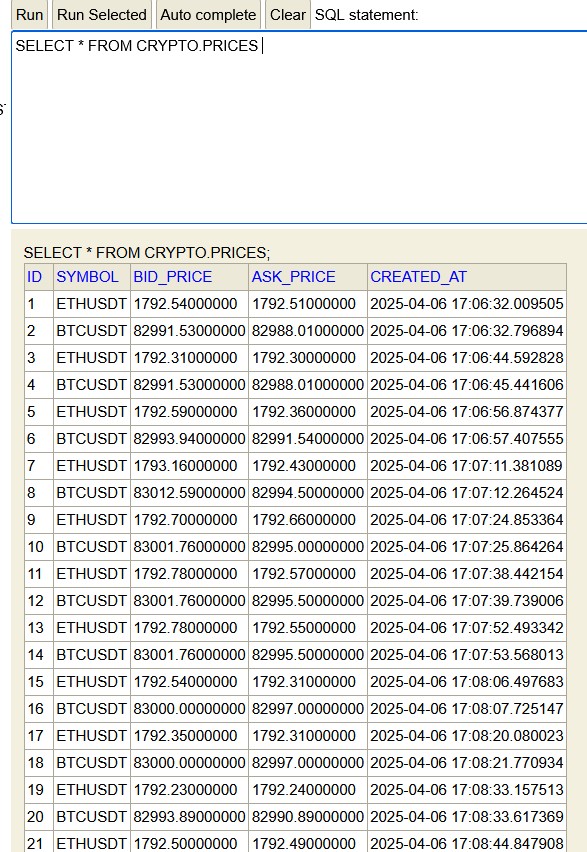 Run Run Selected Auto complete Clear SQL statement:
SELECT * FROM CRYPTO.PRICES
SELECT * FROM CRYPTO.PRICES;
ID SYMBOL BID_PRICE ASK_PRICE CREATED_AT
1 ETHUSDT 1792.54000000 1792.51000000 2025-04-06 17:06:32.009505
2 BTCUSDT 82991.53000000 82988.01000000 2025-04-06 17:06:32.796894
3 ETHUSDT 1792.31000000 1792.30000000 2025-04-06 17:06:44.592828
4 BTCUSDT 82991.53000000 82988.01000000 2025-04-06 17:06:45.441606
5 ETHUSDT 1792.59000000 1792.36000000 2025-04-06 17:06:56.874377
6 BTCUSDT 82993.94000000 82991.54000000 2025-04-06 17:06:57.407555
7 ETHUSDT 1793.16000000 1792.43000000 2025-04-06 17:07:11.381089
8 BTCUSDT 83012.59000000 82994.50000000 2025-04-06 17:07:12.264524
9 ETHUSDT 1792.70000000 1792.66000000 2025-04-06 17:07:24.853364
10 BTCUSDT 83001.76000000 82995.00000000 2025-04-06 17:07:25.864264
11 ETHUSDT 1792.78000000 1792.57000000 2025-04-06 17:07:38.442154
12 BTCUSDT 83001.76000000 82995.50000000 2025-04-06 17:07:39.739006
13 ETHUSDT 1792.78000000 1792.55000000 2025-04-06 17:07:52.493342
14 BTCUSDT 83001.76000000 82995.50000000 2025-04-06 17:07:53.568013
15 ETHUSDT 1792.54000000 1792.31000000 2025-04-06 17:08:06.497683
16 BTCUSDT 83000.00000000 82997.00000000 2025-04-06 17:08:07.725147
17 ETHUSDT 1792.35000000 1792.31000000 2025-04-06 17:08:20.080023
18 BTCUSDT 83000.00000000 82997.00000000 2025-04-06 17:08:21.770934
19 ETHUSDT 1792.23000000 1792.24000000 2025-04-06 17:08:33.157513
20 BTCUSDT 82993.89000000 82990.89000000 2025-04-06 17:08:33.617369
21 ETHUSDT 1792.50000000 1792.49000000 2025-04-06 17:08:44.847908